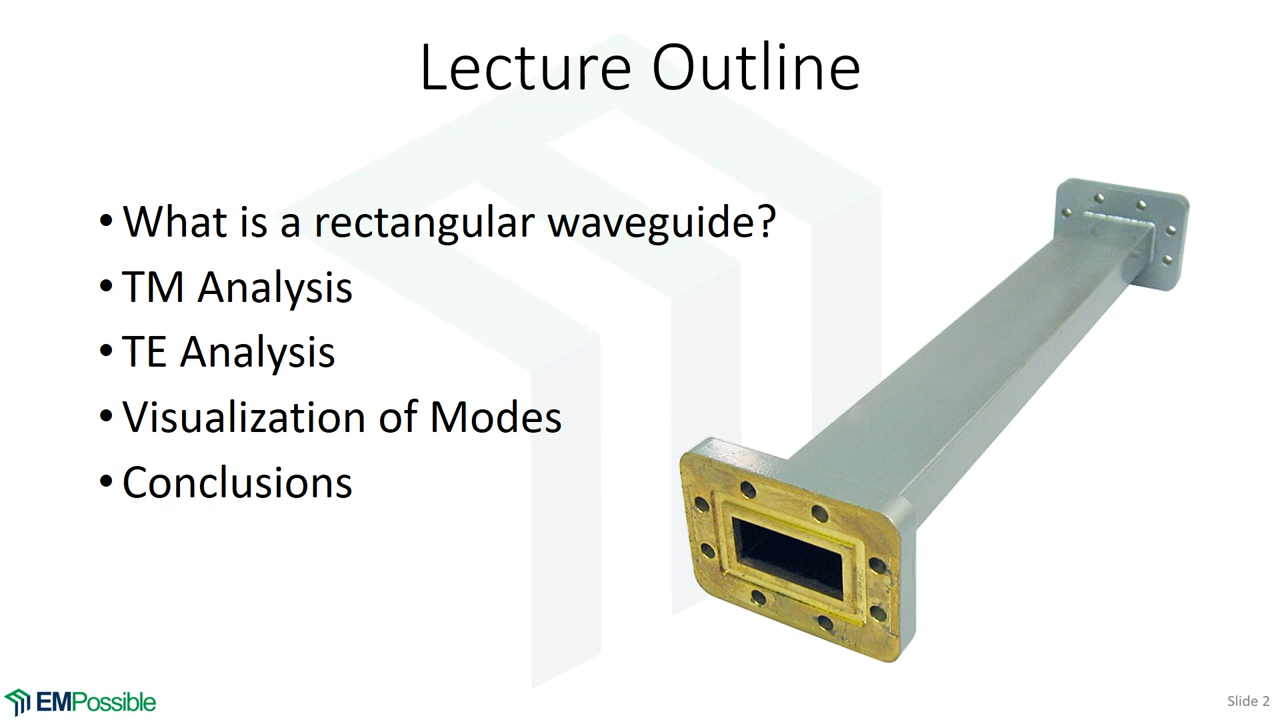 Lecture Outline
• What is a rectangular waveguide?
• TM Analysis
• TE Analysis
• Visualization of Modes
• Conclusions
EMPossible
Slide 2